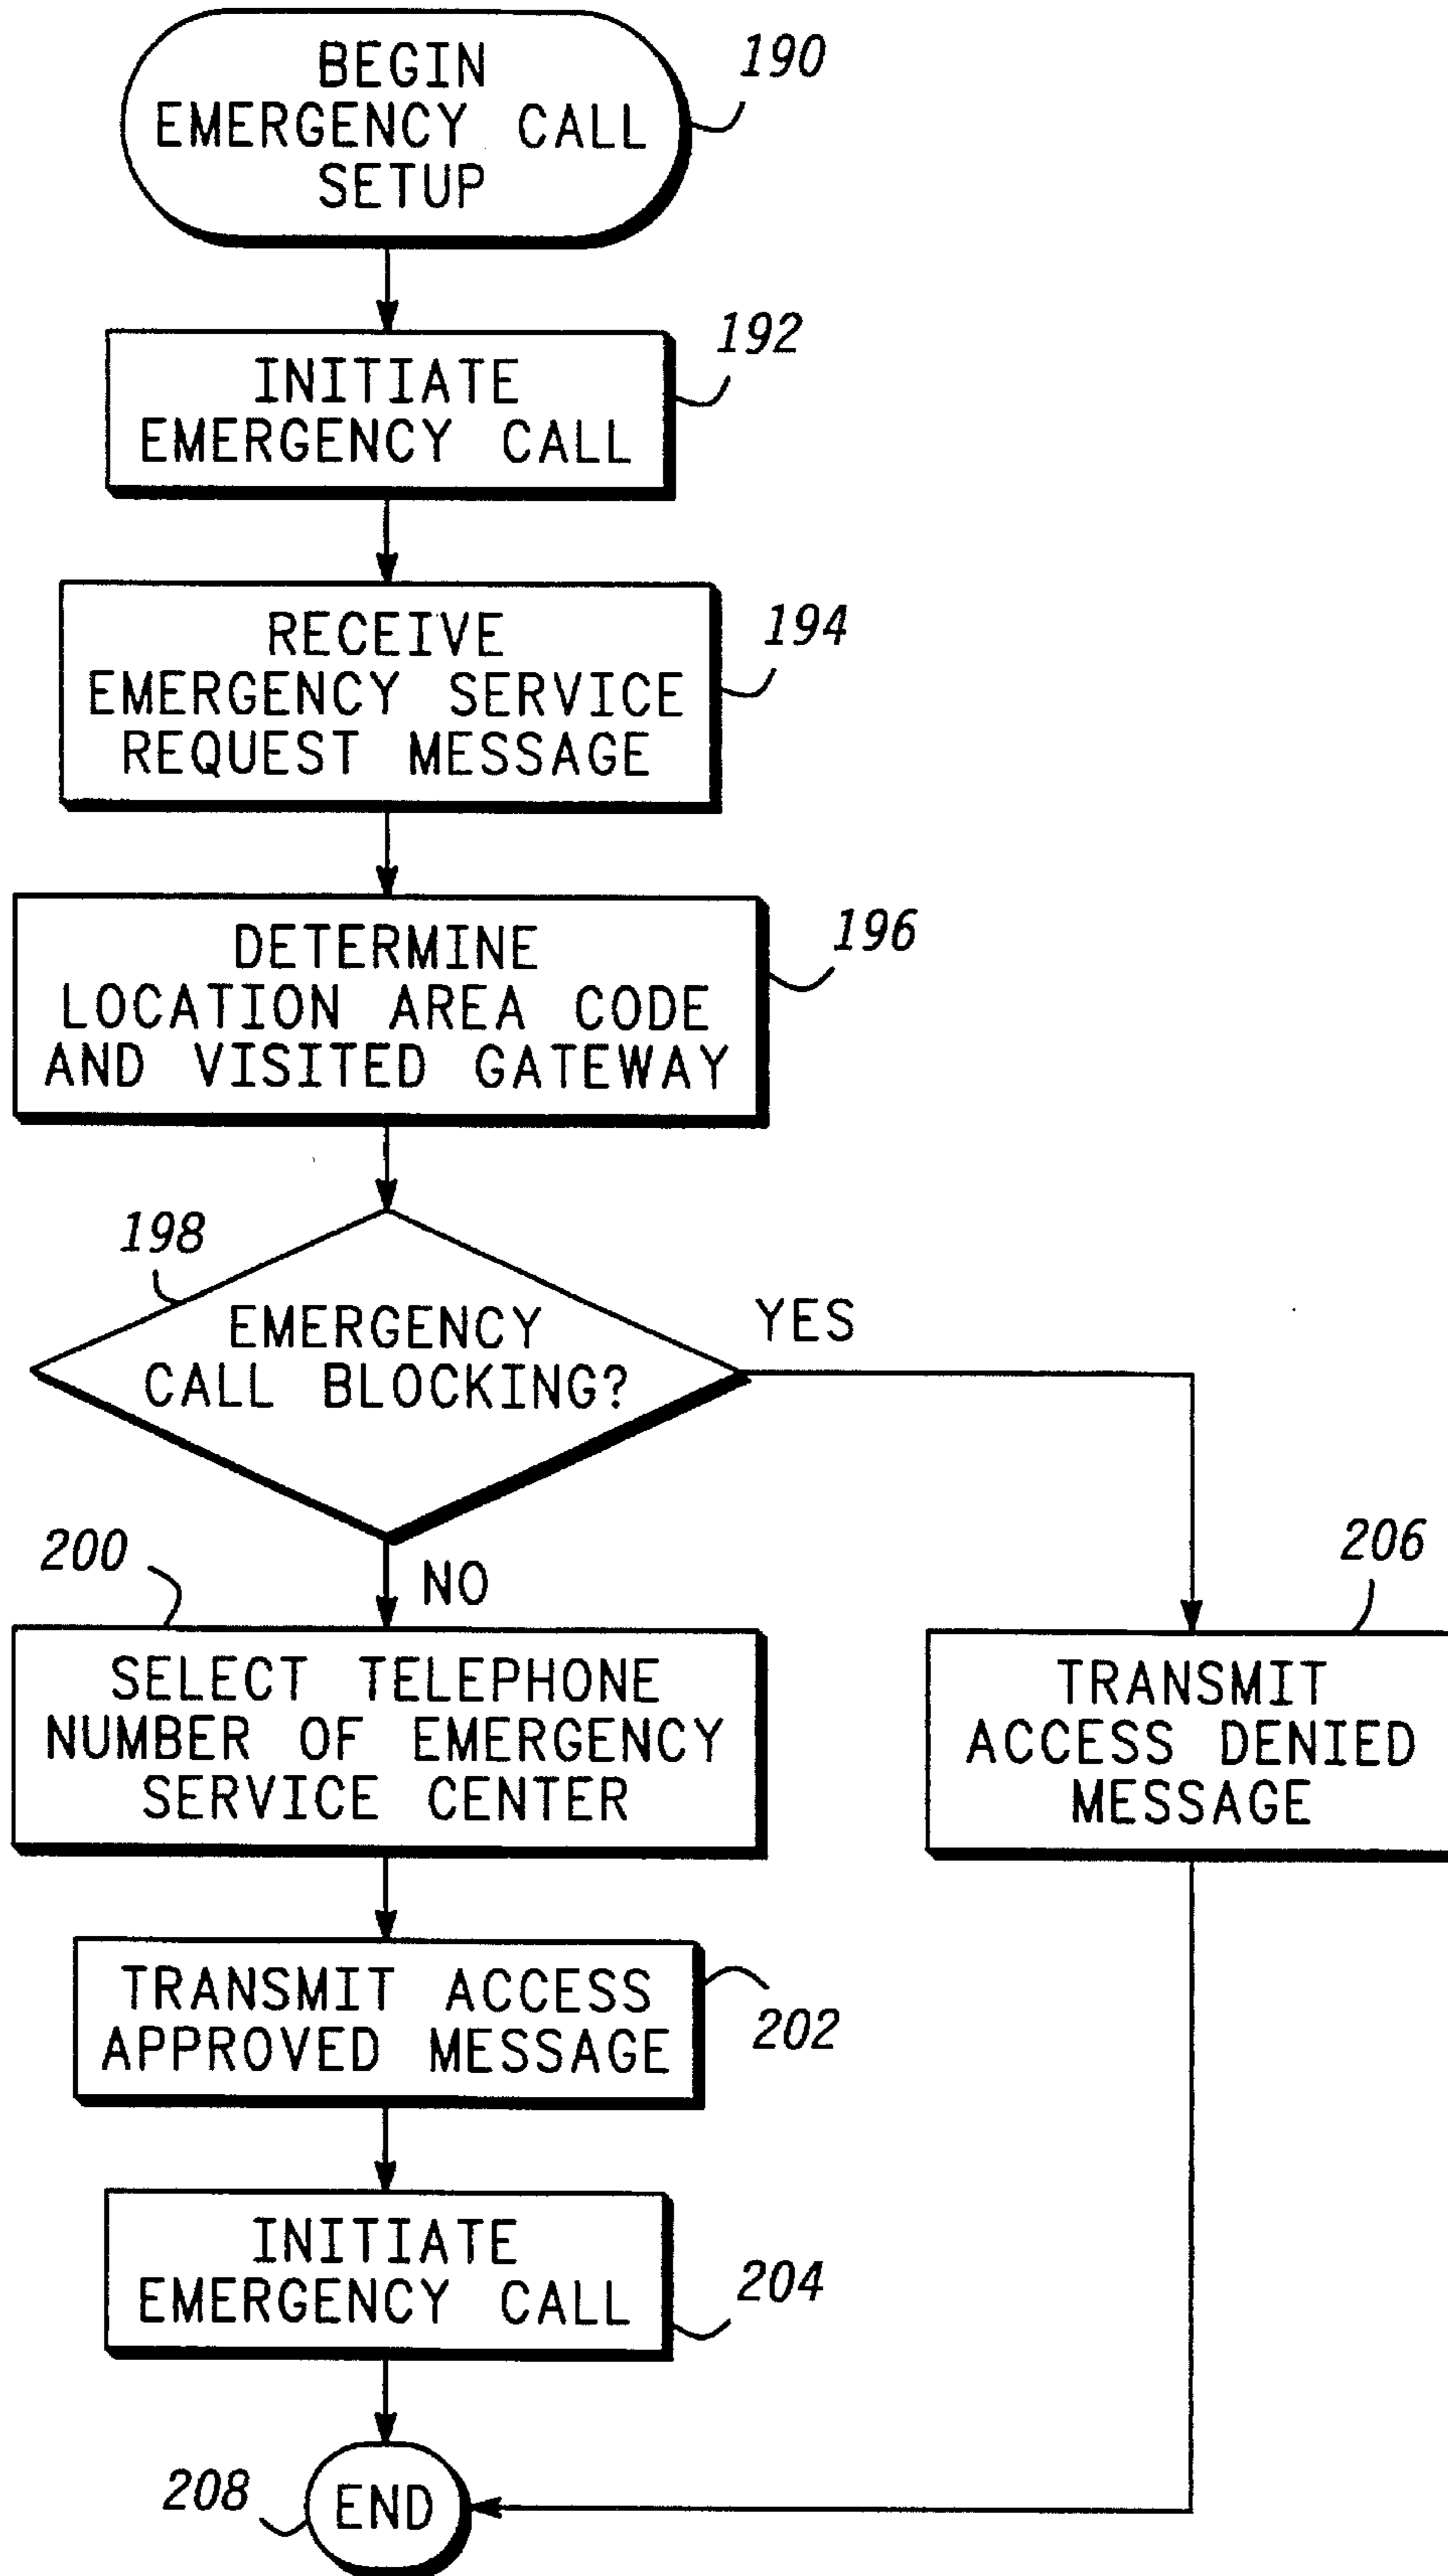 BEGIN
EMERGENCY CALL
SETUP
190
INITIATE
EMERGENCY CALL
192
RECEIVE
EMERGENCY SERVICE
REQUEST MESSAGE
194
DETERMINE
LOCATION AREA CODE
AND VISITED GATEWAY
196
198
EMERGENCY
CALL BLOCKING?
YES
NO
200
SELECT TELEPHONE
NUMBER OF EMERGENCY
SERVICE CENTER
206
TRANSMIT
ACCESS DENIED
MESSAGE
TRANSMIT ACCESS
APPROVED MESSAGE
202
INITIATE
EMERGENCY CALL
204
208
END